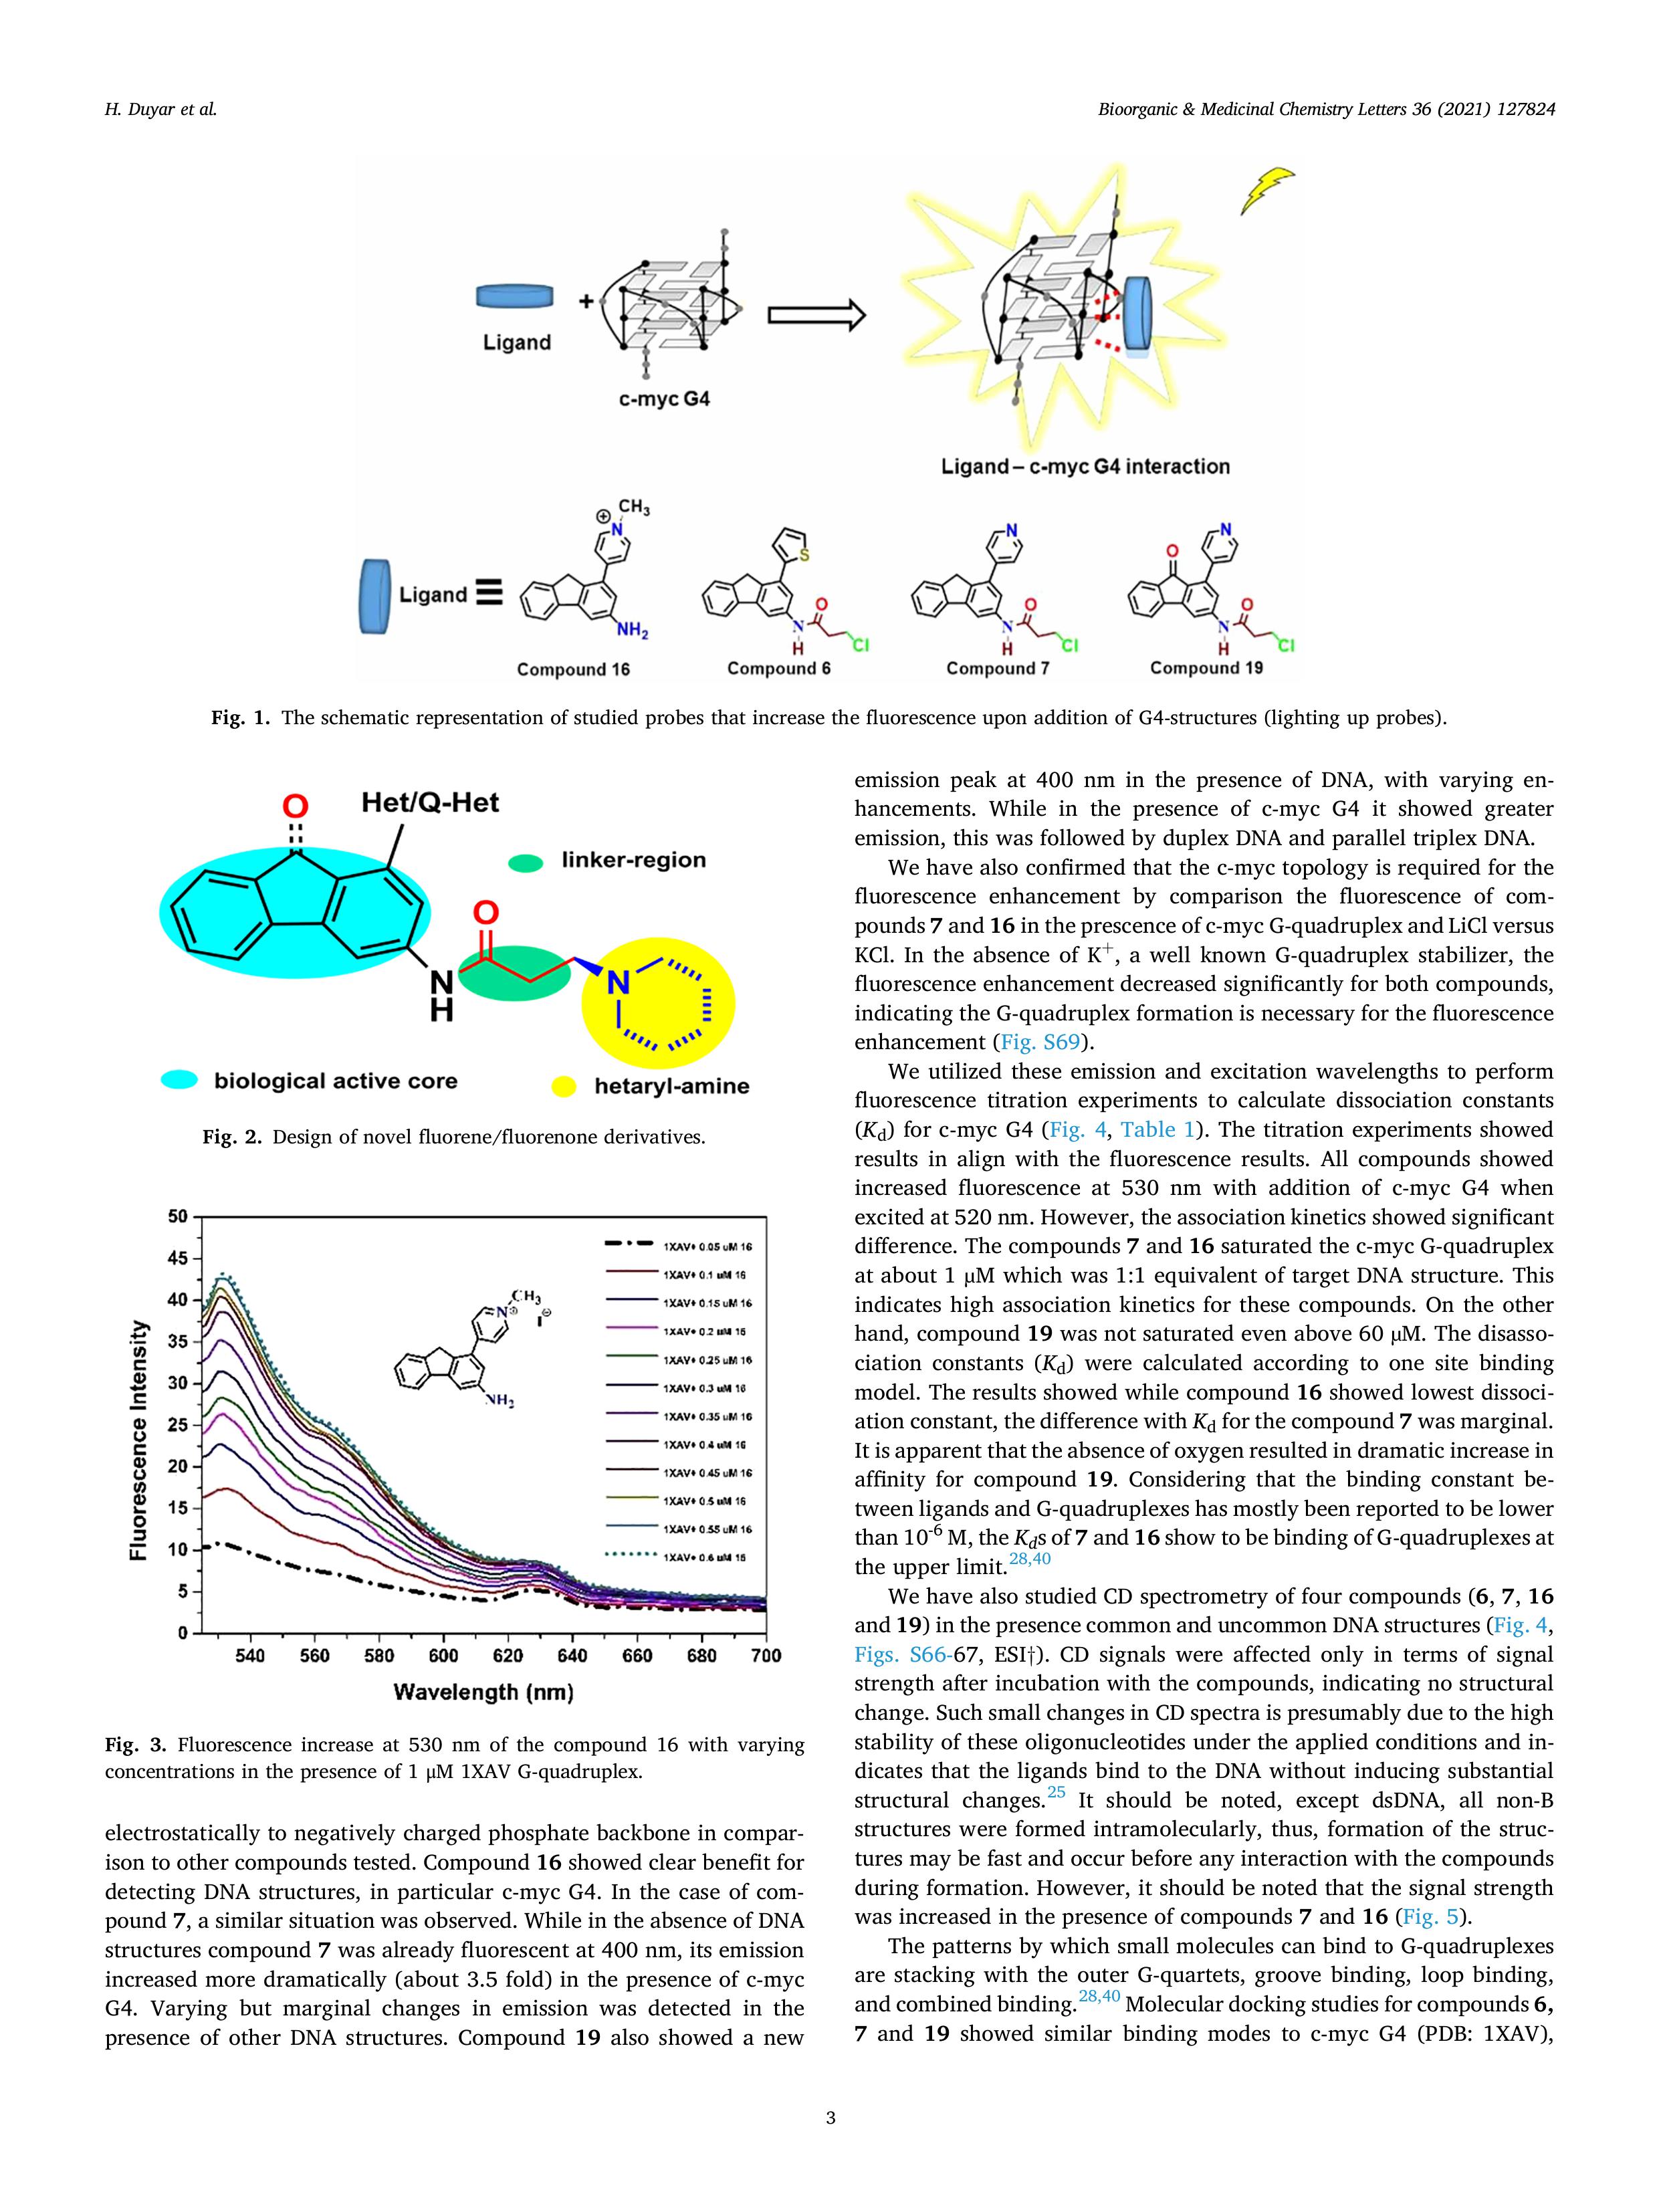 H. Duyar et al.
Bioorganic & Medicinal Chemistry Letters 36 (2021) 127824
Ligand
+
c-myc G4
Ligand – c-myc G4 interaction
Ligand ≡
⊕ CH3
N
NH2
Compound 16
S
O
N
H
Cl
Compound 6
N
O
N
H
Cl
Compound 7
O
N
O
N
H
Cl
Compound 19
Fig. 1. The schematic representation of studied probes that increase the fluorescence upon addition of G4-structures (lighting up probes).
O
Het/Q-Het
linker-region
O
N
H
N
biological active core
hetaryl-amine
Fig. 2. Design of novel fluorene/fluorenone derivatives.
Fluorescence Intensity
50
45
40
35
30
25
20
15
10
5
0
540 560 580 600 620 640 660 680 700
Wavelength (nm)
CH3
N⊕
I⊖
NH2
1XAV+ 0.05 uM 16
1XAV+ 0.1 uM 16
1XAV+ 0.15 uM 16
1XAV+ 0.2 uM 16
1XAV+ 0.25 uM 16
1XAV+ 0.3 uM 16
1XAV+ 0.35 uM 16
1XAV+ 0.4 uM 16
1XAV+ 0.45 uM 16
1XAV+ 0.5 uM 16
1XAV+ 0.55 uM 16
1XAV+ 0.6 uM 16
Fig. 3. Fluorescence increase at 530 nm of the compound 16 with varying
concentrations in the presence of 1 μM 1XAV G-quadruplex.
electrostatically to negatively charged phosphate backbone in compar-
ison to other compounds tested. Compound 16 showed clear benefit for
detecting DNA structures, in particular c-myc G4. In the case of com-
pound 7, a similar situation was observed. While in the absence of DNA
structures compound 7 was already fluorescent at 400 nm, its emission
increased more dramatically (about 3.5 fold) in the presence of c-myc
G4. Varying but marginal changes in emission was detected in the
presence of other DNA structures. Compound 19 also showed a new
emission peak at 400 nm in the presence of DNA, with varying en-
hancements. While in the presence of c-myc G4 it showed greater
emission, this was followed by duplex DNA and parallel triplex DNA.
We have also confirmed that the c-myc topology is required for the
fluorescence enhancement by comparison the fluorescence of com-
pounds 7 and 16 in the prescence of c-myc G-quadruplex and LiCl versus
KCl. In the absence of K+, a well known G-quadruplex stabilizer, the
fluorescence enhancement decreased significantly for both compounds,
indicating the G-quadruplex formation is necessary for the fluorescence
enhancement (Fig. S69).
We utilized these emission and excitation wavelengths to perform
fluorescence titration experiments to calculate dissociation constants
(Kd) for c-myc G4 (Fig. 4, Table 1). The titration experiments showed
results in align with the fluorescence results. All compounds showed
increased fluorescence at 530 nm with addition of c-myc G4 when
excited at 520 nm. However, the association kinetics showed significant
difference. The compounds 7 and 16 saturated the c-myc G-quadruplex
at about 1 μM which was 1:1 equivalent of target DNA structure. This
indicates high association kinetics for these compounds. On the other
hand, compound 19 was not saturated even above 60 μM. The disasso-
ciation constants (Kd) were calculated according to one site binding
model. The results showed while compound 16 showed lowest dissoci-
ation constant, the difference with Kd for the compound 7 was marginal.
It is apparent that the absence of oxygen resulted in dramatic increase in
affinity for compound 19. Considering that the binding constant be-
tween ligands and G-quadruplexes has mostly been reported to be lower
than 10-6 M, the Kds of 7 and 16 show to be binding of G-quadruplexes at
the upper limit.28,40
We have also studied CD spectrometry of four compounds (6, 7, 16
and 19) in the presence common and uncommon DNA structures (Fig. 4,
Figs. S66-67, ESI†). CD signals were affected only in terms of signal
strength after incubation with the compounds, indicating no structural
change. Such small changes in CD spectra is presumably due to the high
stability of these oligonucleotides under the applied conditions and in-
dicates that the ligands bind to the DNA without inducing substantial
structural changes.25 It should be noted, except dsDNA, all non-B
structures were formed intramolecularly, thus, formation of the struc-
tures may be fast and occur before any interaction with the compounds
during formation. However, it should be noted that the signal strength
was increased in the presence of compounds 7 and 16 (Fig. 5).
The patterns by which small molecules can bind to G-quadruplexes
are stacking with the outer G-quartets, groove binding, loop binding,
and combined binding.28,40 Molecular docking studies for compounds 6,
7 and 19 showed similar binding modes to c-myc G4 (PDB: 1XAV),
3